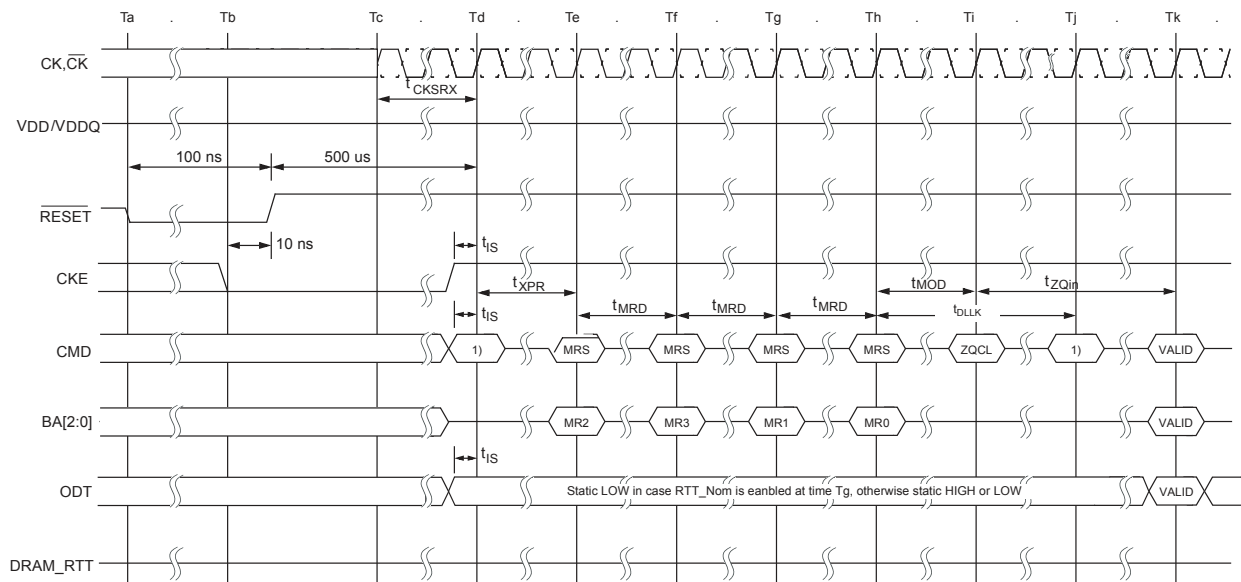 Ta . Tb . Tc . Td . Te . Tf . Tg . Th . Ti . Tj . Tk .
CK,CK
tCKSRX
VDD/VDDQ
100 ns
500 us
RESET
10 ns
tIS
CKE
tXPR
tMOD
tZQin
tMRD
tMRD
tMRD
tDLLK
tIS
CMD
1)
MRS
MRS
MRS
MRS
ZQCL
1)
VALID
BA[2:0]
MR2
MR3
MR1
MR0
VALID
tIS
ODT
Static LOW in case RTT_Nom is eanbled at time Tg, otherwise static HIGH or LOW
VALID
DRAM_RTT